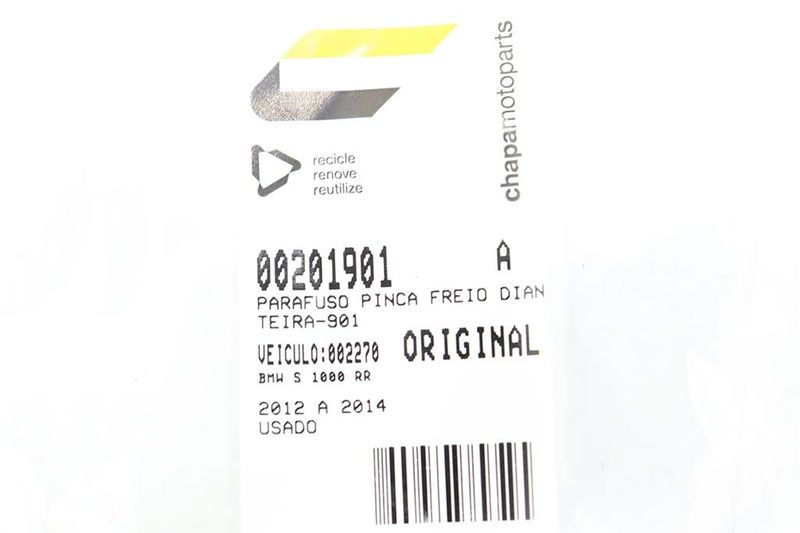 chapamotoparts
recicle
renove
reutilize
00201901 A
PARAFUSO PINCA FREIO DIAN
TEIRA-901
VEICULO:002270 ORIGINAL
BMW S 1000 RR
2012 A 2014
USADO